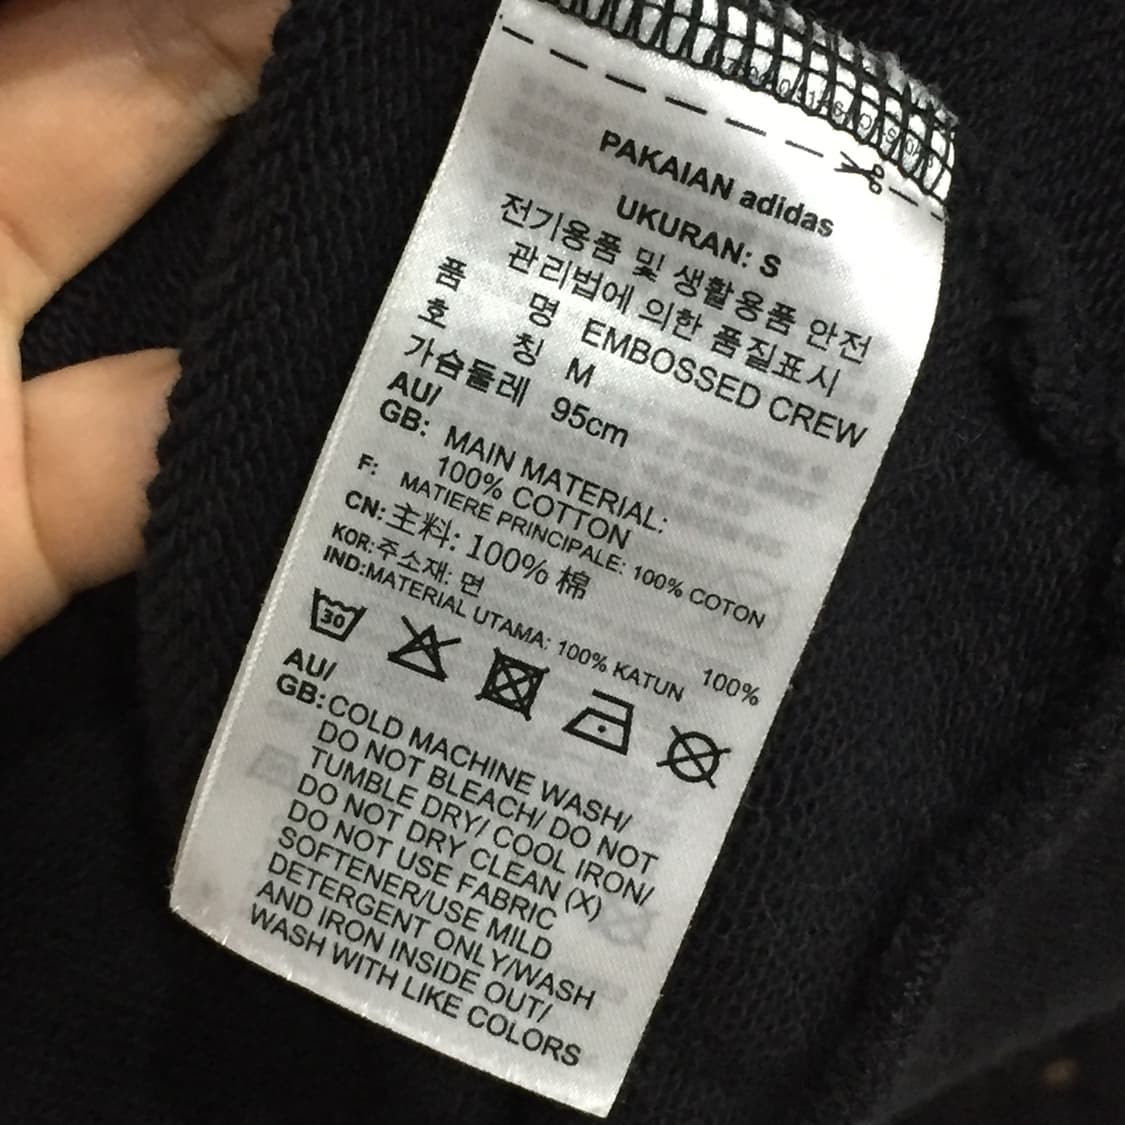 PAKAIAN adidas
UKURAN: S
전기용품 및 생활용품 안전
관리법에 의한 품질표시
품 명 EMBOSSED CREW
호 칭 M
가슴둘레 95cm
AU/
GB: MAIN MATERIAL:
100% COTTON
F: MATIERE PRINCIPALE: 100% COTON
CN: 主料: 100% 棉
KOR: 주소재: 면 100%
IND:MATERIAL UTAMA: 100% KATUN
30
AU/
GB: COLD MACHINE WASH/
DO NOT BLEACH/ DO NOT
TUMBLE DRY/ COOL IRON/
DO NOT DRY CLEAN (X)
DO NOT USE FABRIC
SOFTENER/USE MILD
DETERGENT ONLY/WASH
AND IRON INSIDE OUT/
WASH WITH LIKE COLORS